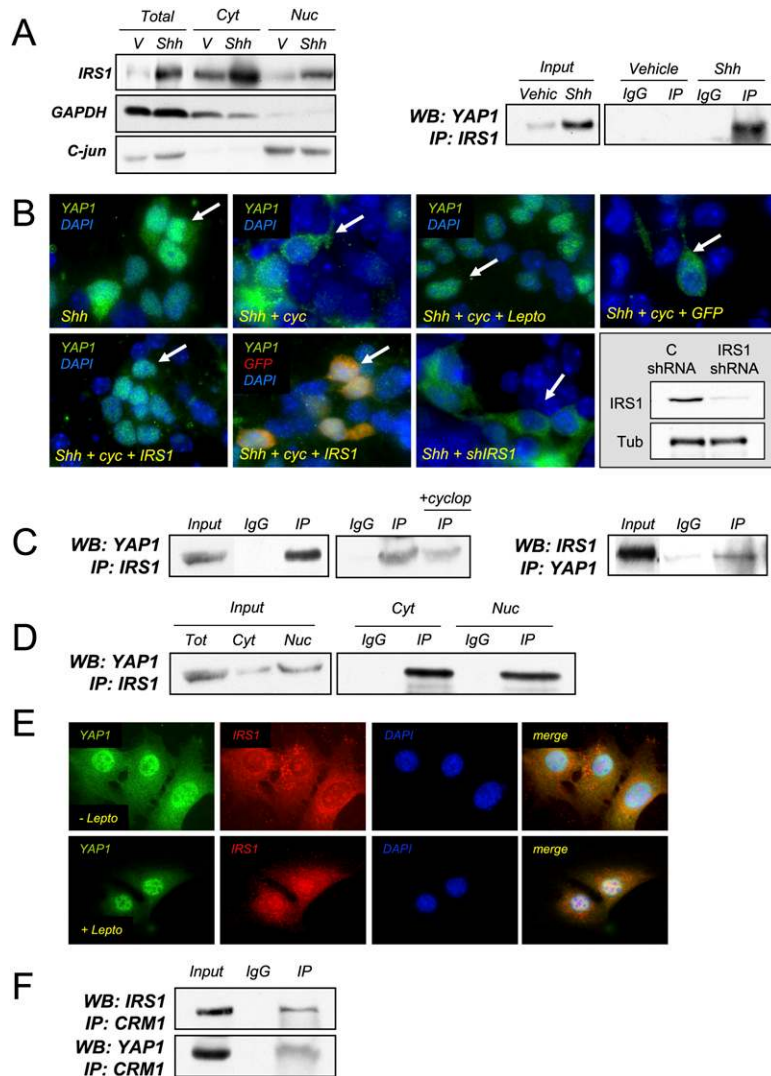 A
Total Cyt Nuc
V Shh V Shh V Shh
IRS1
GAPDH
C-jun
Input Vehicle Shh
Vehic Shh IgG IP IgG IP
WB: YAP1
IP: IRS1
B
YAP1
DAPI
Shh
YAP1
DAPI
Shh + cyc
YAP1
DAPI
Shh + cyc + Lepto
YAP1
DAPI
Shh + cyc + GFP
YAP1
DAPI
Shh + cyc + IRS1
YAP1
GFP
DAPI
Shh + cyc + IRS1
YAP1
DAPI
Shh + shIRS1
C IRS1
shRNA shRNA
IRS1
Tub
C
+cyclop
Input IgG IP IgG IP IP
WB: YAP1
IP: IRS1
Input IgG IP
WB: IRS1
IP: YAP1
D
Input Cyt Nuc
Tot Cyt Nuc IgG IP IgG IP
WB: YAP1
IP: IRS1
E
YAP1 IRS1 DAPI merge
- Lepto
YAP1 IRS1 DAPI merge
+ Lepto
F
Input IgG IP
WB: IRS1
IP: CRM1
WB: YAP1
IP: CRM1